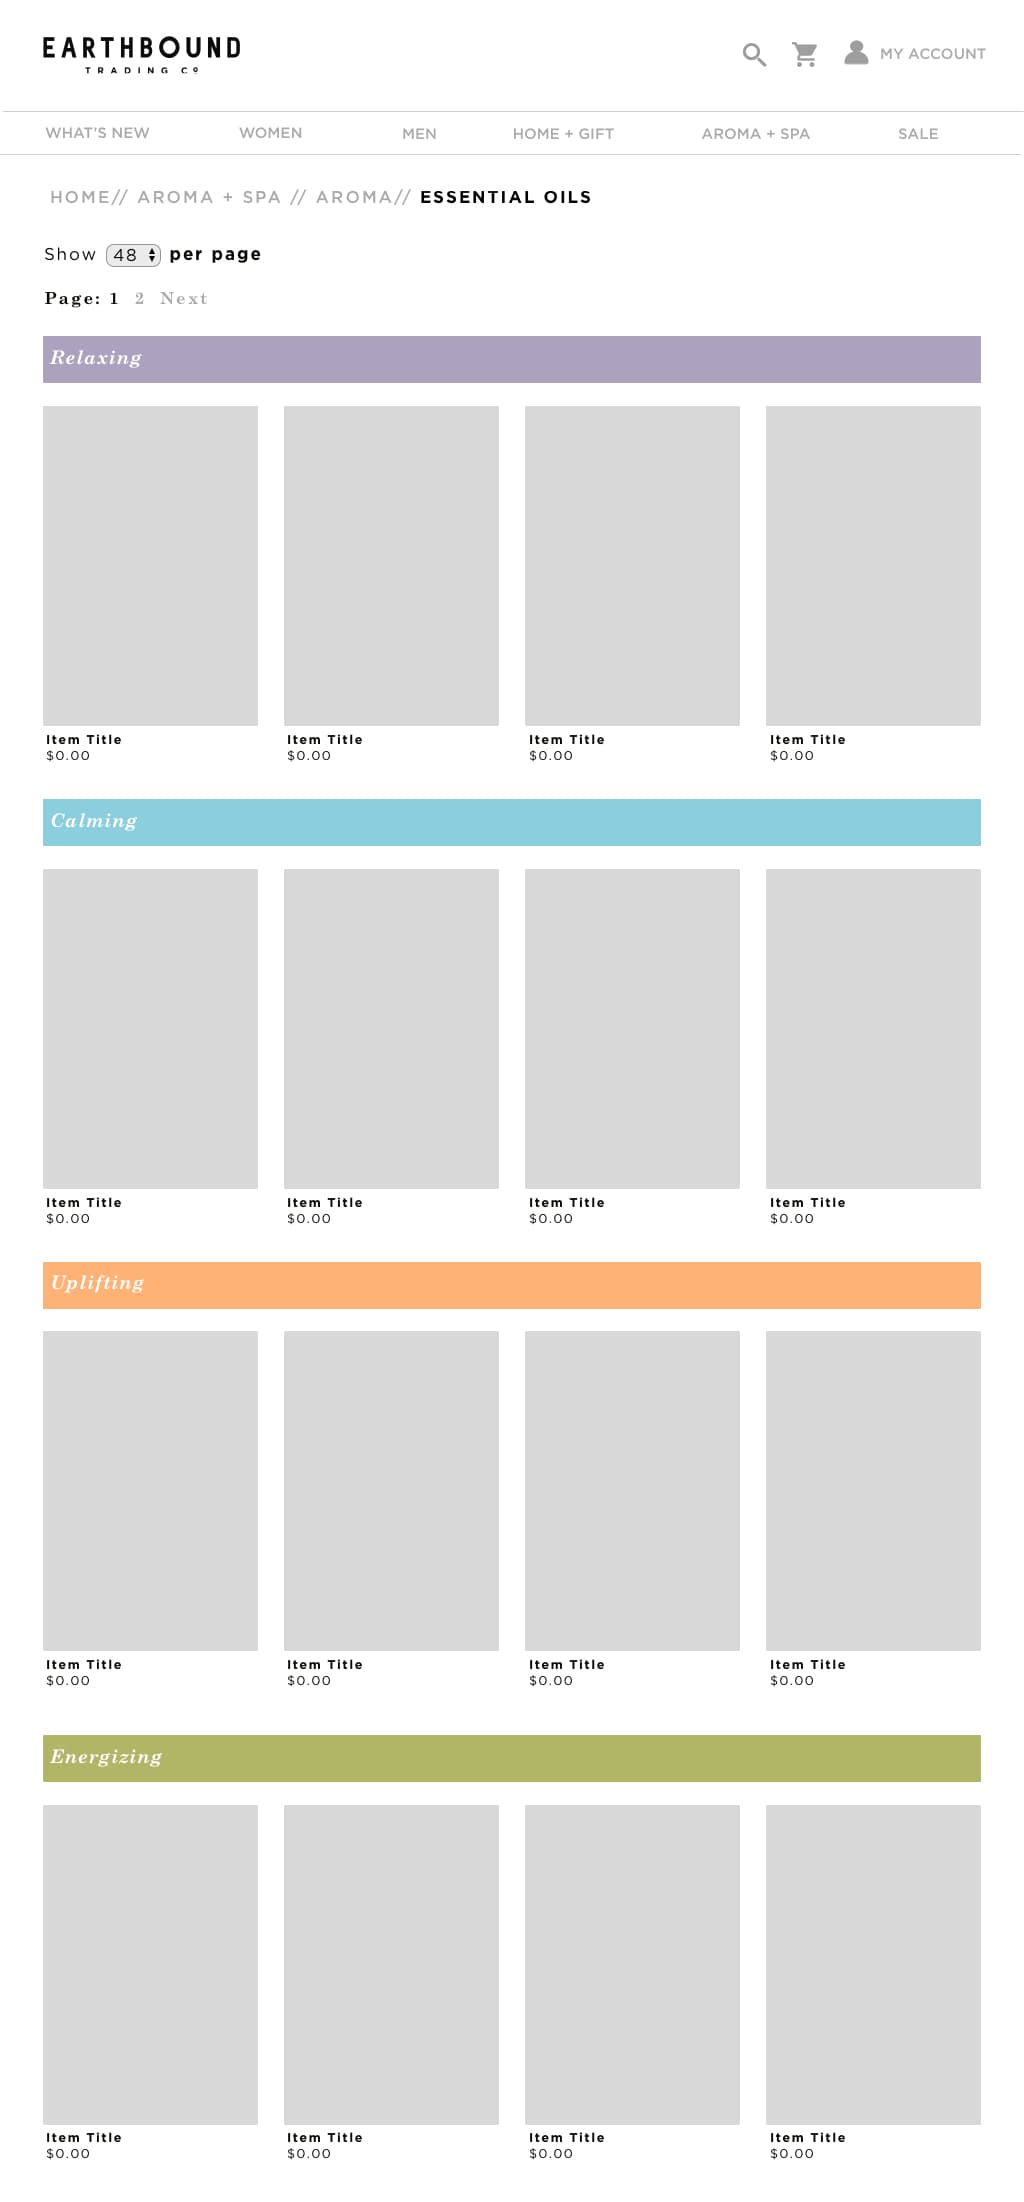 EARTHBOUND
TRADING Cº
MY ACCOUNT
WHAT'S NEW WOMEN MEN HOME + GIFT AROMA + SPA SALE
HOME// AROMA + SPA // AROMA// ESSENTIAL OILS
Show 48 per page
Page: 1 2 Next
Relaxing
Item Title Item Title Item Title Item Title
$0.00 $0.00 $0.00 $0.00
Calming
Item Title Item Title Item Title Item Title
$0.00 $0.00 $0.00 $0.00
Uplifting
Item Title Item Title Item Title Item Title
$0.00 $0.00 $0.00 $0.00
Energizing
Item Title Item Title Item Title Item Title
$0.00 $0.00 $0.00 $0.00